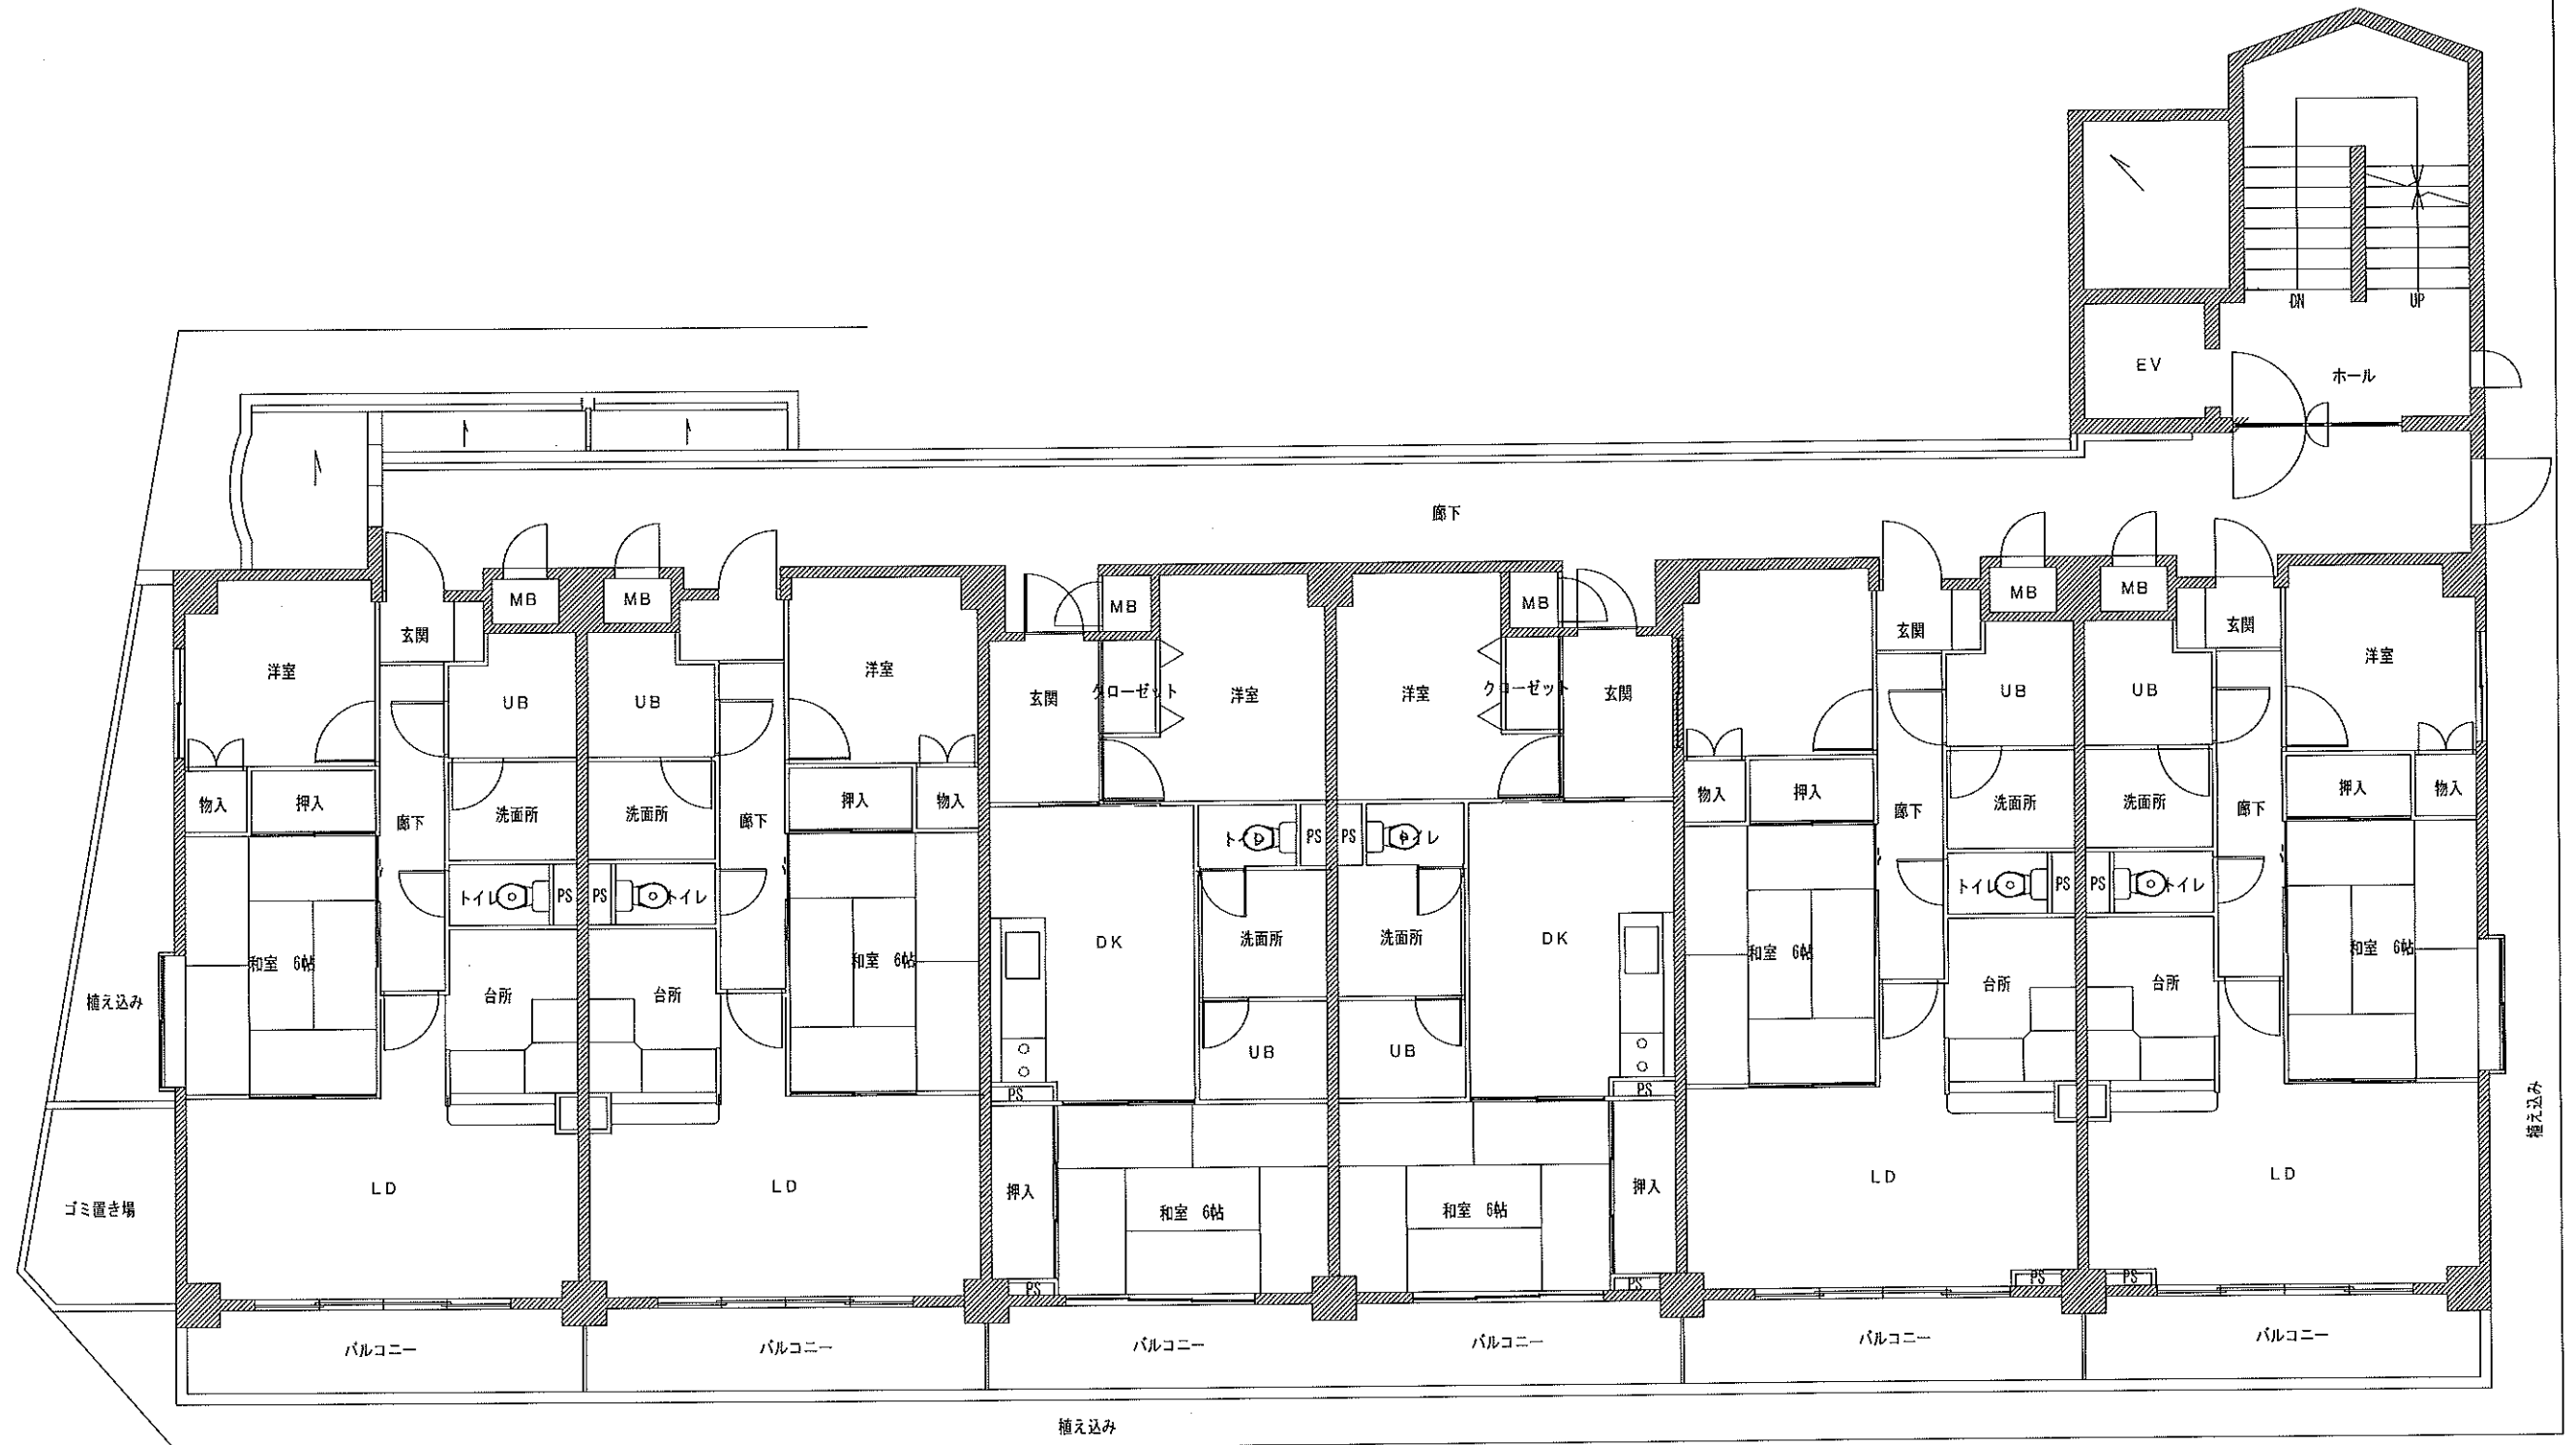 DN
UP
EV
ホール
廊下
MB
MB
MB
MB
MB
MB
玄関
玄関
玄関
洋室
UB
UB
洋室
玄関
クローゼット
洋室
洋室
クローゼット
玄関
UB
UB
洋室
物入
押入
廊下
洗面所
洗面所
廊下
押入
物入
物入
押入
廊下
洗面所
洗面所
廊下
押入
物入
トイレ
PS
PS
トイレ
トイレ
PS
PS
トイレ
トイレ
PS
PS
トイレ
和室 6帖
台所
台所
和室 6帖
DK
洗面所
洗面所
DK
和室 6帖
台所
台所
和室 6帖
植え込み
UB
UB
PS
PS
植え込み
ゴミ置き場
LD
LD
押入
和室 6帖
和室 6帖
押入
LD
LD
PS
PS
PS
PS
バルコニー
バルコニー
バルコニー
バルコニー
バルコニー
バルコニー
植え込み